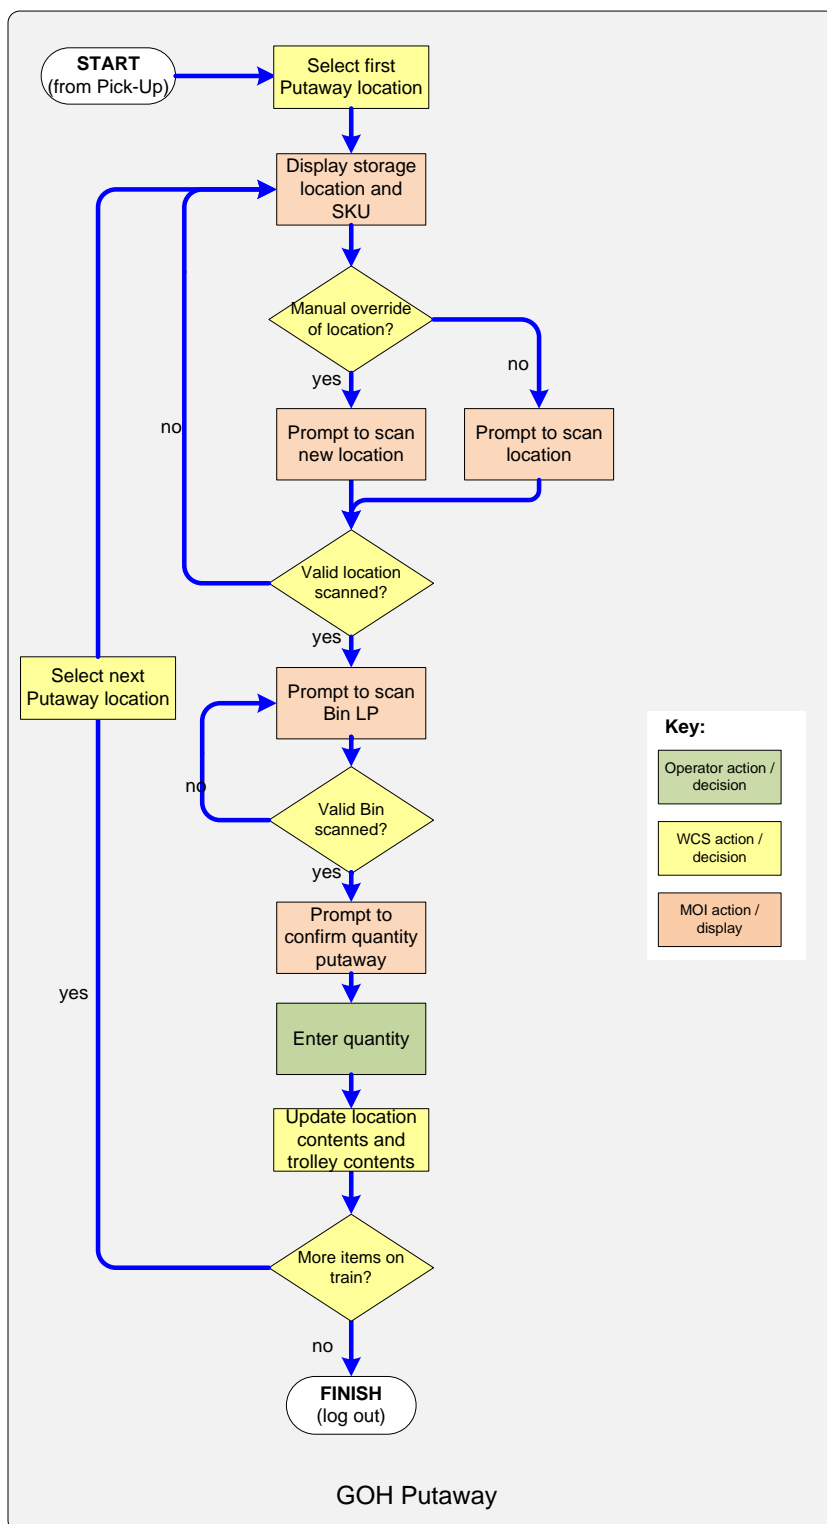 START
(from Pick-Up)
Select first
Putaway location
Display storage
location and
SKU
Manual override
of location?
no
yes
no
Prompt to scan
new location
Prompt to scan
location
Valid location
scanned?
yes
Select next
Putaway location
Prompt to scan
Bin LP
Key:
Operator action /
decision
no
Valid Bin
scanned?
WCS action /
decision
yes
Prompt to
confirm quantity
putaway
MOI action /
display
yes
Enter quantity
Update location
contents and
trolley contents
More items on
train?
no
FINISH
(log out)
GOH Putaway